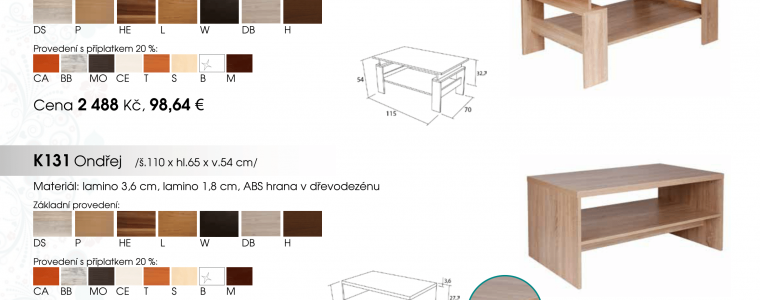 DS P HE L W DB H
Provedení s příplatkem 20 %:
CA BB MO CE T S B M
Cena 2 488 Kč, 98,64 €
54
32,7
115
70
K131 Ondřej /š.110 x hl.65 x v.54 cm/
Materiál: lamino 3,6 cm, lamino 1,8 cm, ABS hrana v dřevodezénu
Základní provedení:
DS P HE L W DB H
Provedení s příplatkem 20 %:
CA BB MO CE T S B M
3,6
27,7